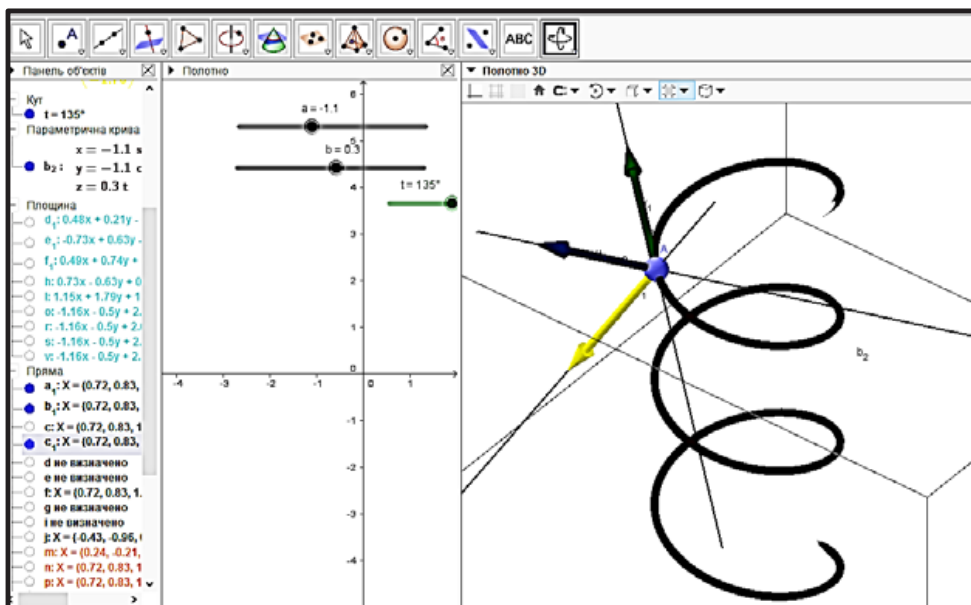 ABC
Панель об'єктів
Полотно
Полотно 3D
Кут
t = 135°
Параметрична крива
x = −1.1 s
b₂: y = −1.1 c
z = 0.3 t
Площина
d₁: 0.48x + 0.21y -
e₁: -0.73x + 0.63y -
f₁: 0.49x + 0.74y +
h: 0.73x - 0.63y + 0
l: 1.15x + 1.79y + 1
o: -1.16x - 0.5y + 2.
r: -1.16x - 0.5y + 2.
s: -1.16x - 0.5y + 2.
v: -1.16x - 0.5y + 2.
Пряма
a₁: X = (0.72, 0.83,
b₁: X = (0.72, 0.83,
c: X = (0.72, 0.83, 1
c₁: X = (0.72, 0.83,
d не визначено
e не визначено
f: X = (0.72, 0.83, 1.
g не визначено
i не визначено
j: X = (-0.43, -0.95,
m: X = (0.24, -0.21,
n: X = (0.72, 0.83, 1
p: X = (0.72, 0.83, 1
a = -1.1
b = 0.3
t = 135°
6
5
4
3
2
1
0
-4 -3 -2 -1 0 1
-1
-2
-3
-4
A
1
1
b₂